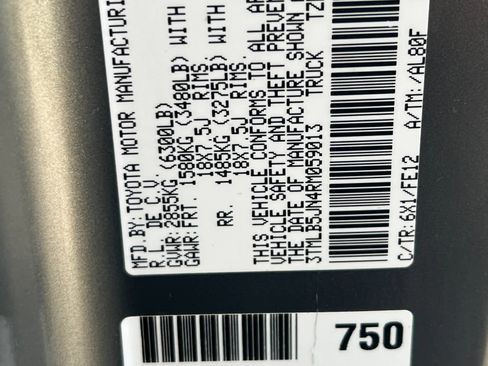 MFD.BY:TOYOTA MOTOR MANUFACTURI
R.L. DE C.V.
GVWR:2855KG (6300LB)
GAWR:FRT. 1580KG (3480LB) WITH
18X7.5J RIMS,
RR. 1485KG (3275LB) WITH
18X7.5J RIMS,
THIS VEHICLE CONFORMS TO ALL AP
VEHICLE SAFETY AND THEFT PREVEN
THE DATE OF MANUFACTURE SHOWN A
3TMLB5JN4RM059013 TRUCK TZ
C/TR:6X1/FE12 A/TM:/AL80F
750